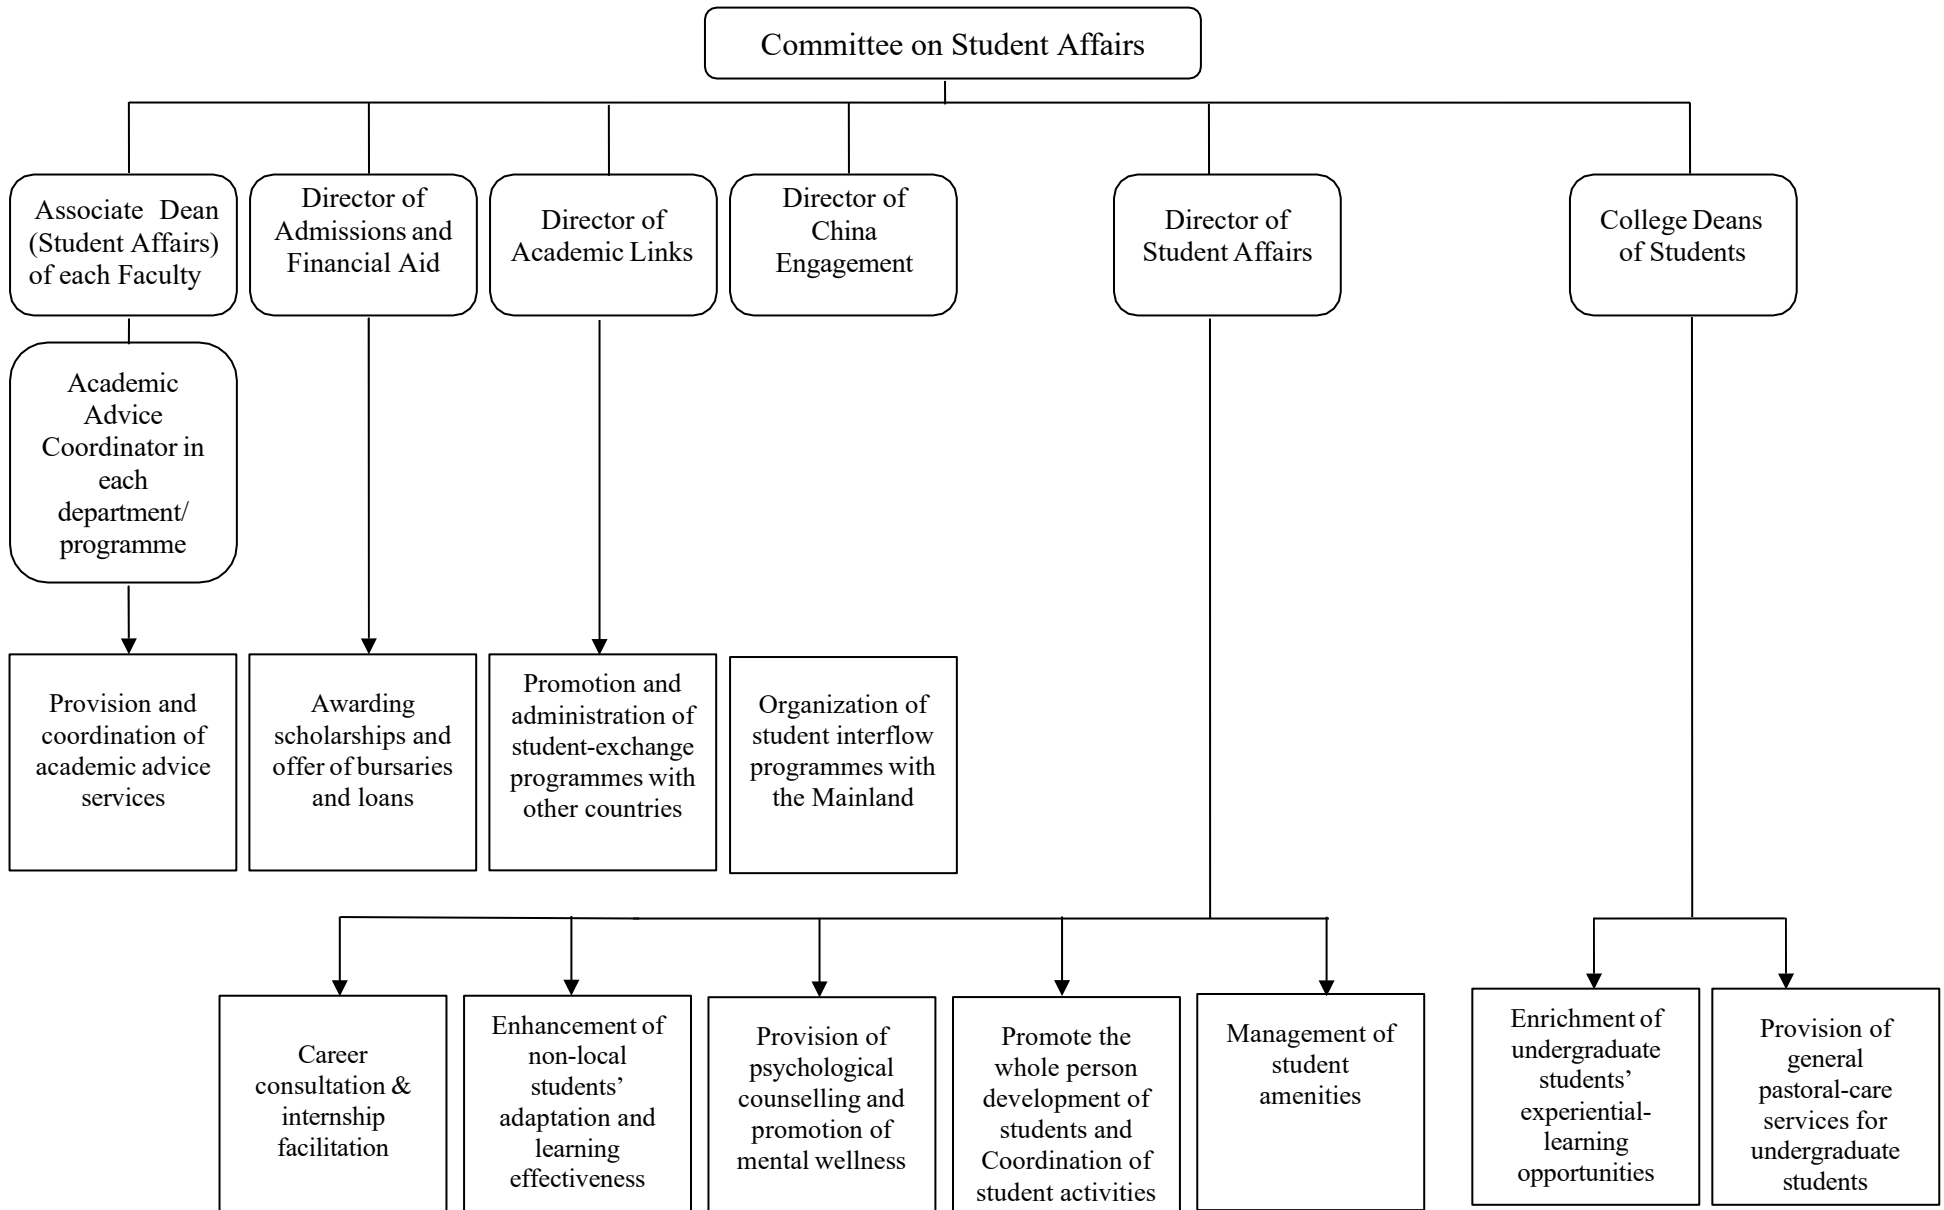 Committee on Student Affairs
Associate Dean
(Student Affairs)
of each Faculty
Director of
Admissions and
Financial Aid
Director of
Academic Links
Director of
China
Engagement
Director of
Student Affairs
College Deans
of Students
Academic
Advice
Coordinator in
each
department/
programme
Provision and
coordination of
academic advice
services
Awarding
scholarships and
offer of bursaries
and loans
Promotion and
administration of
student-exchange
programmes with
other countries
Organization of
student interflow
programmes with
the Mainland
Career
consultation &
internship
facilitation
Enhancement of
non-local
students’
adaptation and
learning
effectiveness
Provision of
psychological
counselling and
promotion of
mental wellness
Promote the
whole person
development of
students and
Coordination of
student activities
Management of
student
amenities
Enrichment of
undergraduate
students’
experiential-
learning
opportunities
Provision of
general
pastoral-care
services for
undergraduate
students